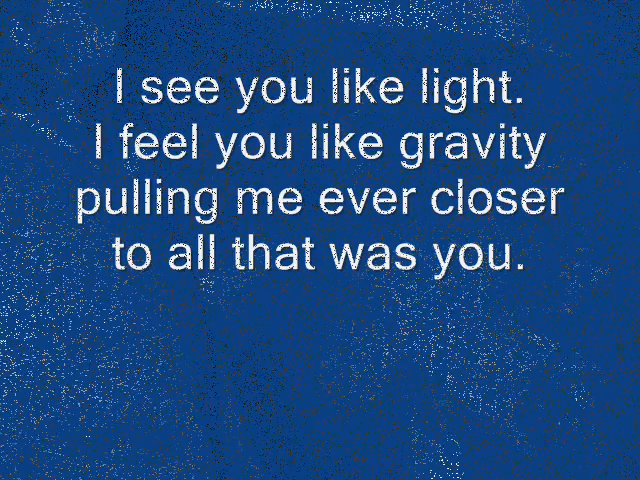 I see you like light.
I feel you like gravity
pulling me ever closer
to all that was you.